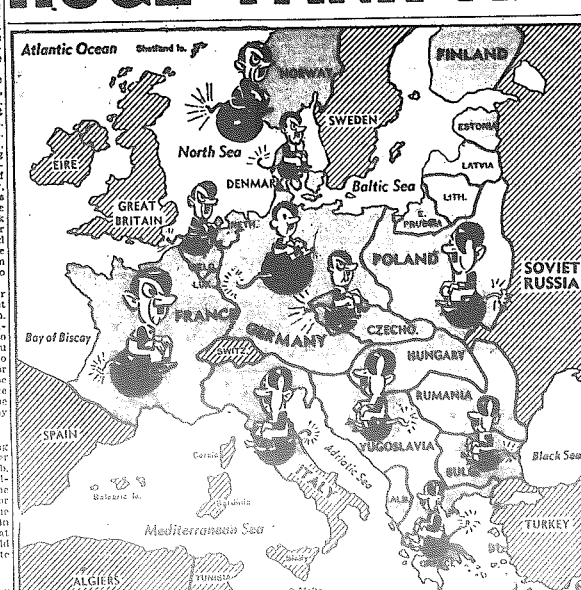 Atlantic Ocean
Shetland Is.
NORWAY
FINLAND
SWEDEN
ESTONIA
North Sea
LATVIA
EIRE
DENMARK
Baltic Sea
LITH.
GREAT
BRITAIN
NETH.
E.
PRUSSIA
POLAND
SOVIET
RUSSIA
LUX.
FRANCE
GERMANY
CZECHO.
Bay of Biscay
SWITZ.
HUNGARY
RUMANIA
SPAIN
YUGOSLAVIA
Corsica
Adriatic Sea
Black Sea
BUL
ITALY
Balearic Is.
Sardinia
ALB.
Mediterranean Sea
TURKEY
Sicily
ALGIERS
TUNISIA